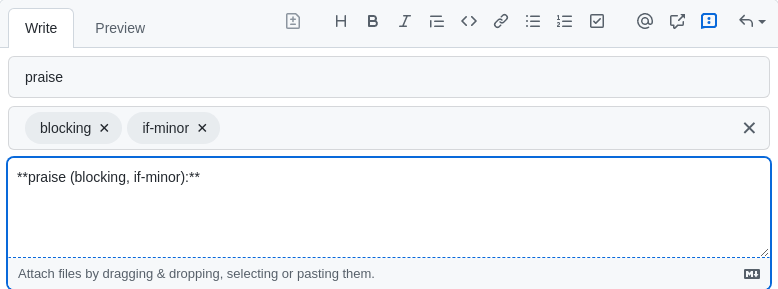 Write Preview
praise
blocking if-minor
**praise (blocking, if-minor):**
Attach files by dragging & dropping, selecting or pasting them.